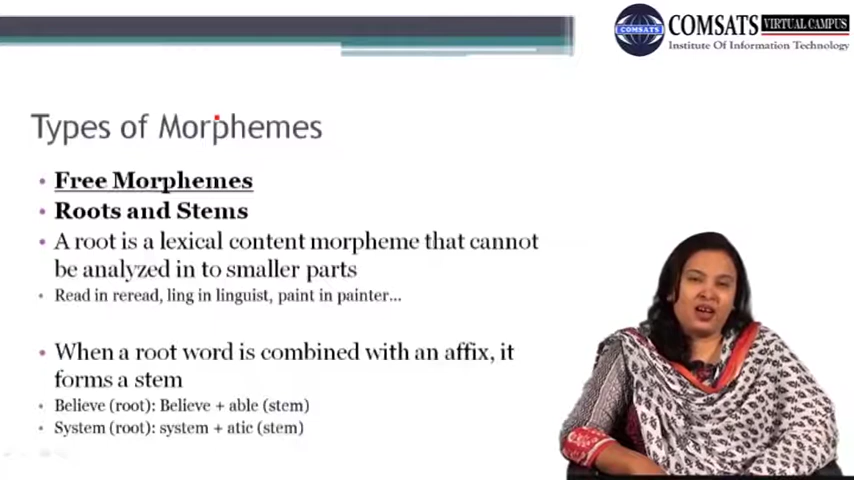 COMSATS
COMSATS VIRTUAL CAMPUS
Institute Of Information Technology
Types of Morphemes
• Free Morphemes
• Roots and Stems
• A root is a lexical content morpheme that cannot
be analyzed in to smaller parts
• Read in reread, ling in linguist, paint in painter...
• When a root word is combined with an affix, it
forms a stem
• Believe (root): Believe + able (stem)
• System (root): system + atic (stem)